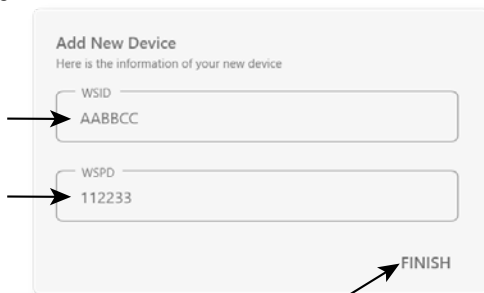 Add New Device
Here is the information of your new device
WSID
AABBCC
WSPD
112233
FINISH